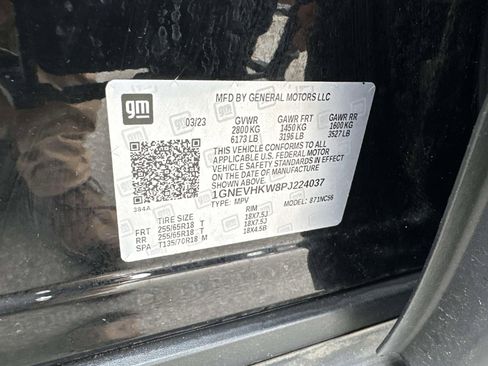 gm
MFD BY GENERAL MOTORS LLC
03/23 GVWR GAWR FRT GAWR RR
2800 KG 1450 KG 1600 KG
6173 LB 3196 LB 3527 LB
THIS VEHICLE CONFORMS TO ALL
APPLICABLE U.S. FEDERAL MOTOR
VEHICLE SAFETY STANDARDS IN EFFECT
ON THE DATE OF MANUFACTURE
SHOWN ABOVE.
1GNEVHKW8PJ224037
384A TYPE: MPV MODEL: 871NC56
TIRE SIZE RIM
FRT 255/65R18 T 18X7.5J
RR 255/65R18 T 18X7.5J
SPA T135/70R18 M 18X4.5B